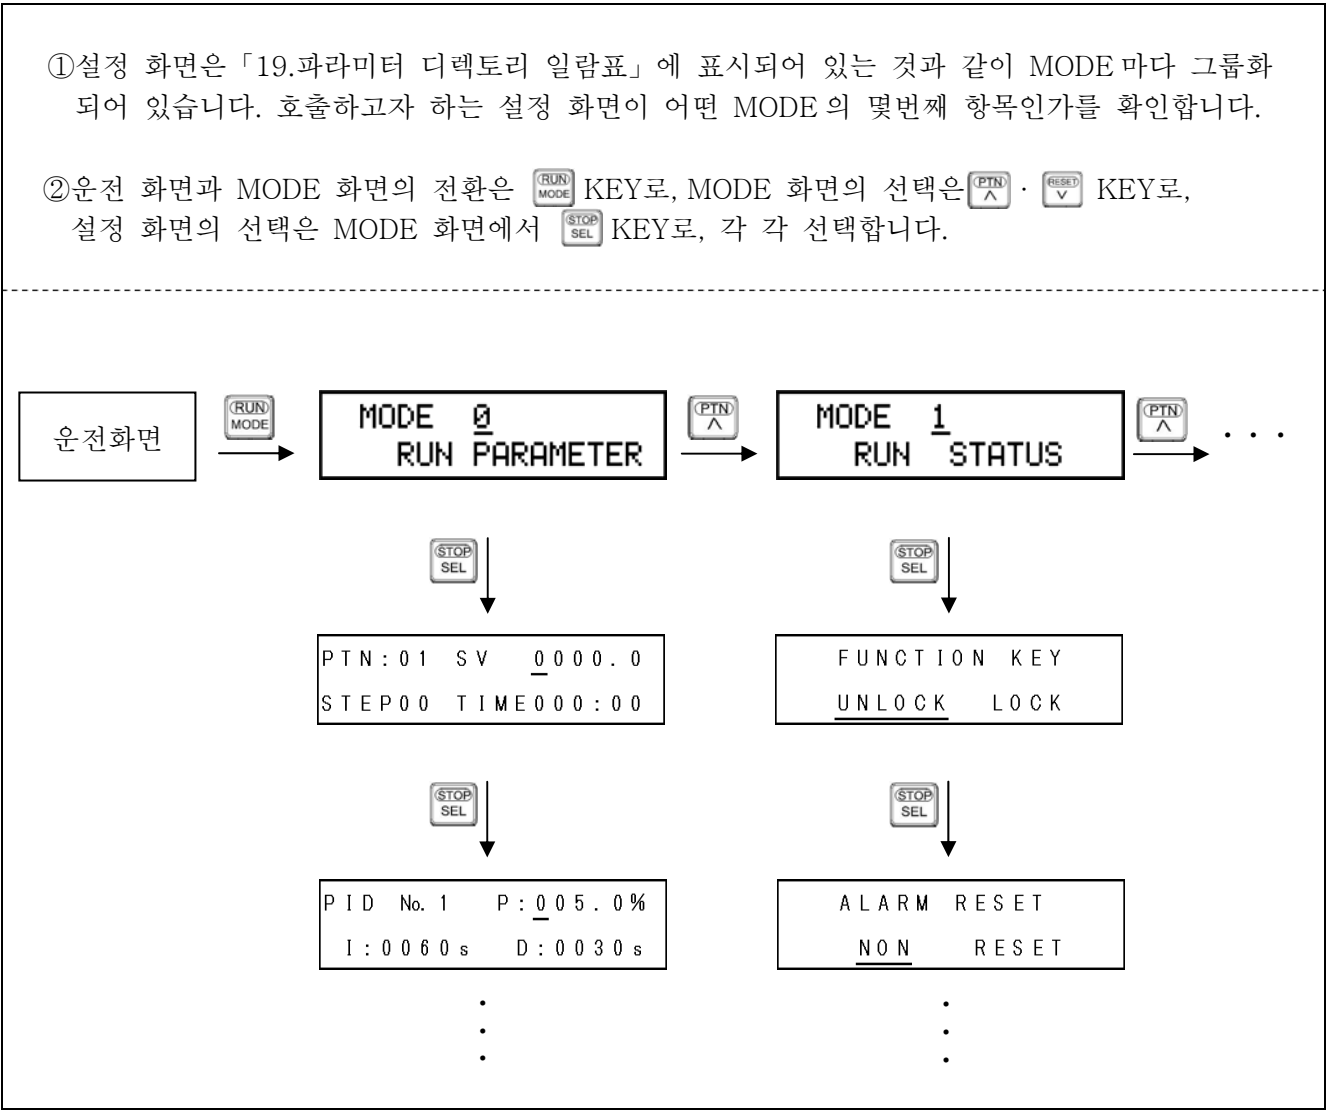 ①설정 화면은「19.파라미터 디렉토리 일람표」에 표시되어 있는 것과 같이 MODE마다 그룹화
되어 있습니다. 호출하고자 하는 설정 화면이 어떤 MODE의 몇번째 항목인가를 확인합니다.
②운전 화면과 MODE 화면의 전환은 RUN MODE KEY로, MODE 화면의 선택은 PTN ∧ · RESET ∨ KEY로,
설정 화면의 선택은 MODE 화면에서 STOP SEL KEY로, 각 각 선택합니다.
운전화면
RUN
MODE
MODE 0
RUN PARAMETER
PTN
∧
MODE 1
RUN STATUS
PTN
∧
· · ·
STOP
SEL
STOP
SEL
PTN:01 SV 0000.0
STEP00 TIME000:00
FUNCTION KEY
UNLOCK LOCK
STOP
SEL
STOP
SEL
PID No.1 P:005.0%
I:0060s D:0030s
ALARM RESET
NON RESET